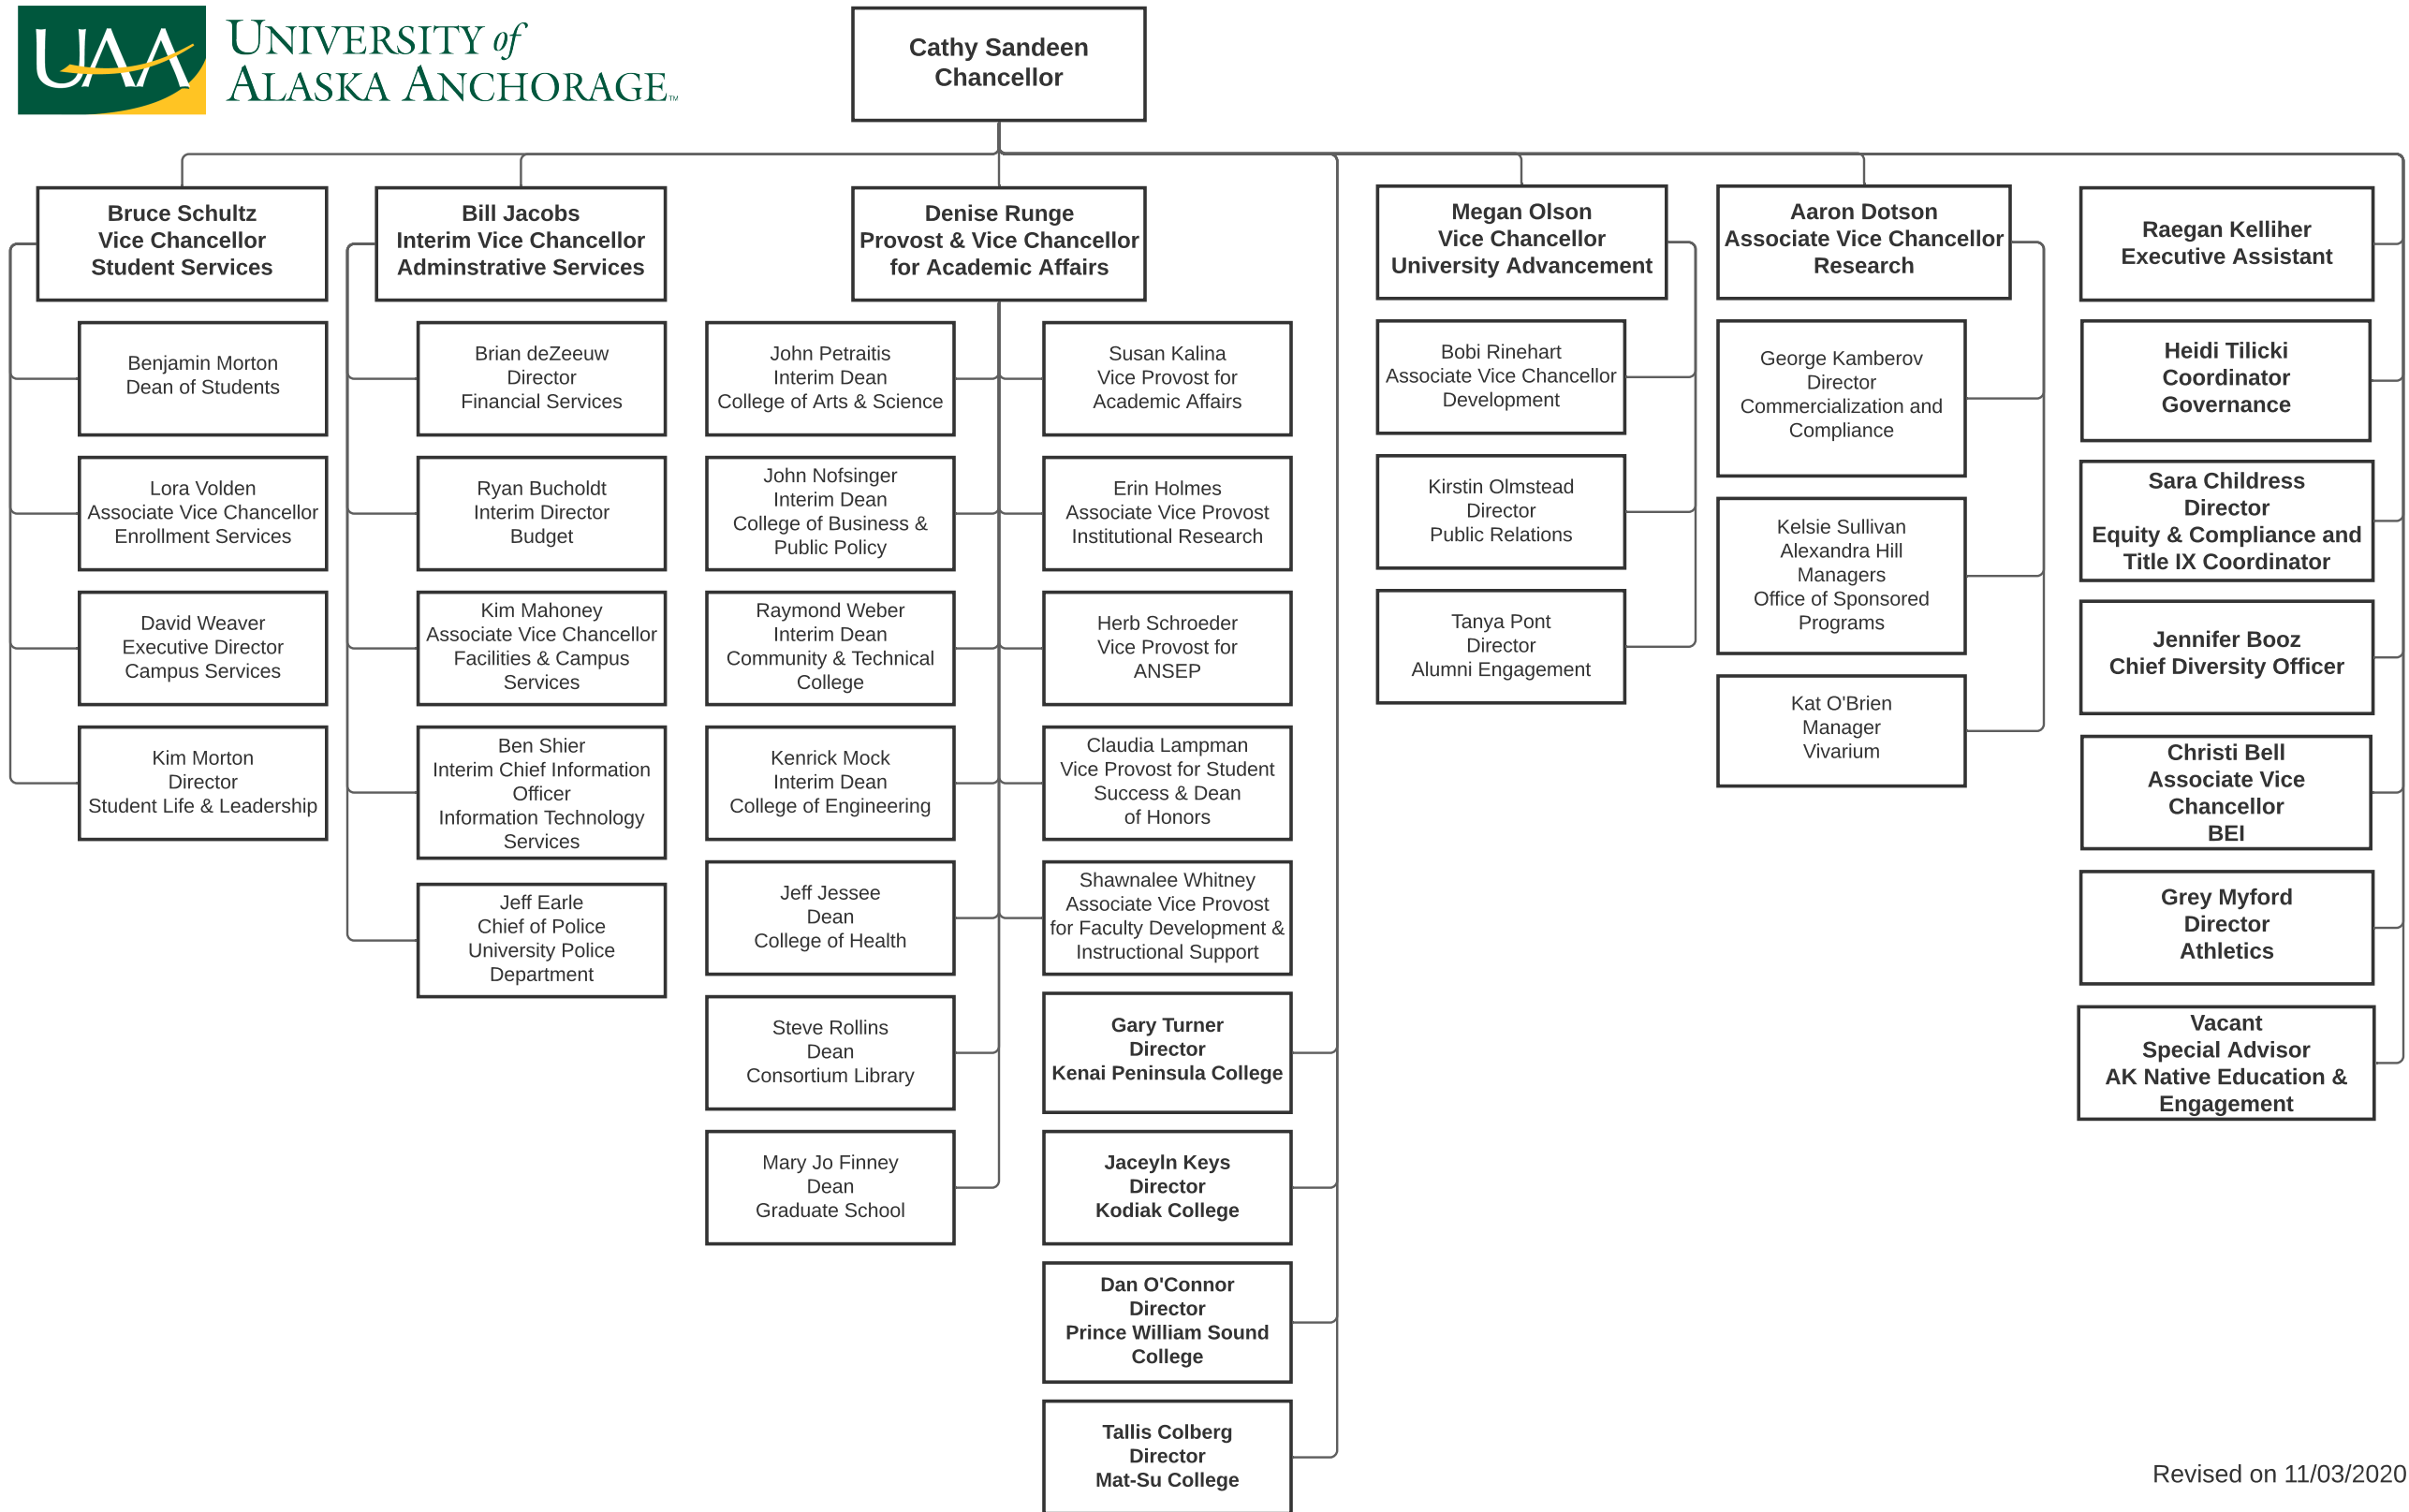 UAA
UNIVERSITY of
ALASKA ANCHORAGE™
Cathy Sandeen
Chancellor
Bruce Schultz
Vice Chancellor
Student Services
Benjamin Morton
Dean of Students
Lora Volden
Associate Vice Chancellor
Enrollment Services
David Weaver
Executive Director
Campus Services
Kim Morton
Director
Student Life & Leadership
Bill Jacobs
Interim Vice Chancellor
Adminstrative Services
Brian deZeeuw
Director
Financial Services
Ryan Bucholdt
Interim Director
Budget
Kim Mahoney
Associate Vice Chancellor
Facilities & Campus
Services
Ben Shier
Interim Chief Information
Officer
Information Technology
Services
Jeff Earle
Chief of Police
University Police
Department
Denise Runge
Provost & Vice Chancellor
for Academic Affairs
John Petraitis
Interim Dean
College of Arts & Science
John Nofsinger
Interim Dean
College of Business &
Public Policy
Raymond Weber
Interim Dean
Community & Technical
College
Kenrick Mock
Interim Dean
College of Engineering
Jeff Jessee
Dean
College of Health
Steve Rollins
Dean
Consortium Library
Mary Jo Finney
Dean
Graduate School
Susan Kalina
Vice Provost for
Academic Affairs
Erin Holmes
Associate Vice Provost
Institutional Research
Herb Schroeder
Vice Provost for
ANSEP
Claudia Lampman
Vice Provost for Student
Success & Dean
of Honors
Shawnalee Whitney
Associate Vice Provost
for Faculty Development &
Instructional Support
Gary Turner
Director
Kenai Peninsula College
Jaceyln Keys
Director
Kodiak College
Dan O'Connor
Director
Prince William Sound
College
Tallis Colberg
Director
Mat-Su College
Megan Olson
Vice Chancellor
University Advancement
Bobi Rinehart
Associate Vice Chancellor
Development
Kirstin Olmstead
Director
Public Relations
Tanya Pont
Director
Alumni Engagement
Aaron Dotson
Associate Vice Chancellor
Research
George Kamberov
Director
Commercialization and
Compliance
Kelsie Sullivan
Alexandra Hill
Managers
Office of Sponsored
Programs
Kat O'Brien
Manager
Vivarium
Raegan Kelliher
Executive Assistant
Heidi Tilicki
Coordinator
Governance
Sara Childress
Director
Equity & Compliance and
Title IX Coordinator
Jennifer Booz
Chief Diversity Officer
Christi Bell
Associate Vice
Chancellor
BEI
Grey Myford
Director
Athletics
Vacant
Special Advisor
AK Native Education &
Engagement
Revised on 11/03/2020